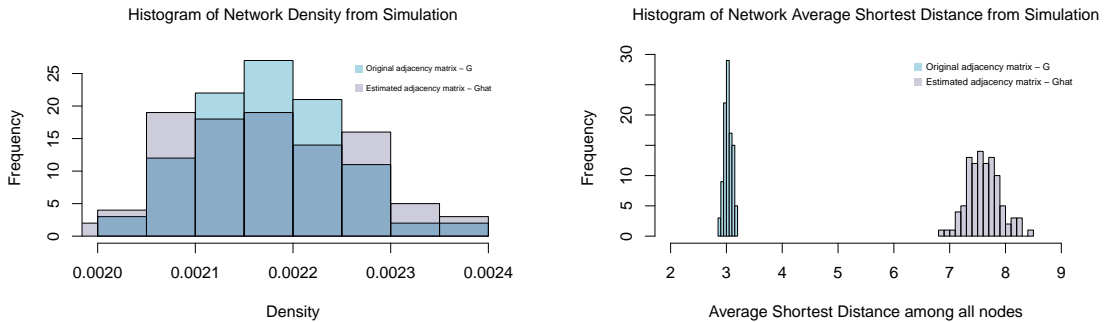 Histogram of Network Density from Simulation
Frequency
25
20
15
10
5
0
Original adjacency matrix − G
Estimated adjacency matrix − Ghat
0.0020 0.0021 0.0022 0.0023 0.0024
Density
Histogram of Network Average Shortest Distance from Simulation
Frequency
30
20
10
0
Original adjacency matrix − G
Estimated adjacency matrix − Ghat
2 3 4 5 6 7 8 9
Average Shortest Distance among all nodes